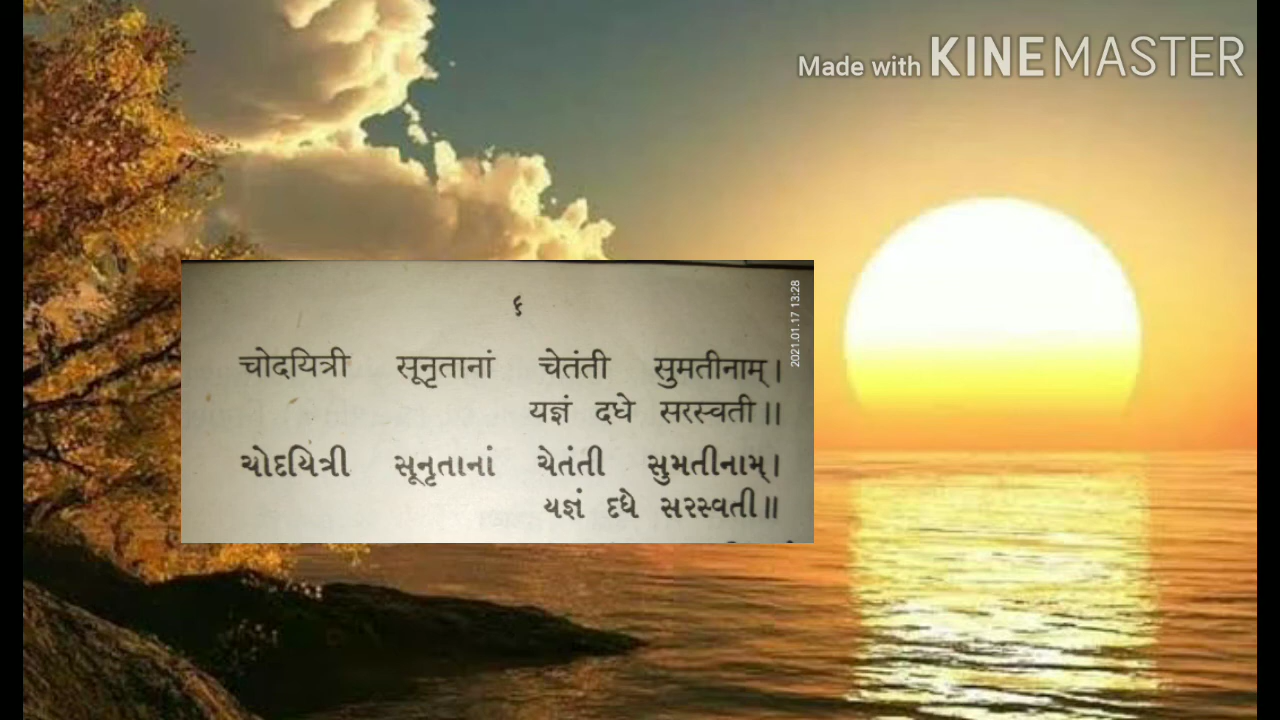 Made with KINEMASTER
६
2021.01.17 13:28
चोदयित्री सूनृतानां चेतंती सुमतीनाम् ।
यज्ञं दधे सरस्वती ॥
ચોદયિત્રી સૂનૃતાનાં ચેતંતી સુમતીનામ્ ।
યજ્ઞં દધે સરસ્વતી ॥